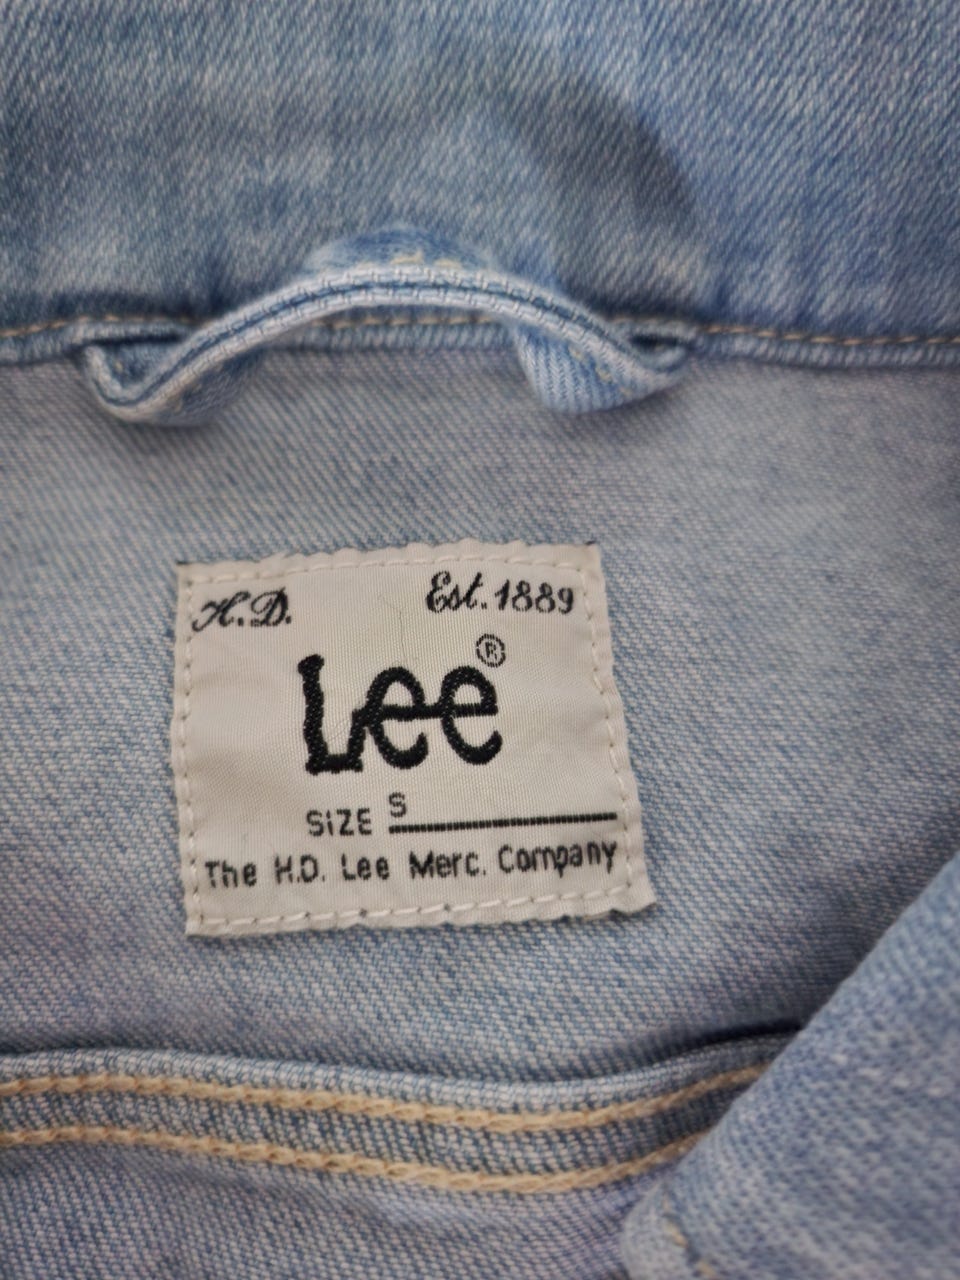 H.D. Est. 1889
Lee®
SiZE S
The H.D. Lee Merc. Company